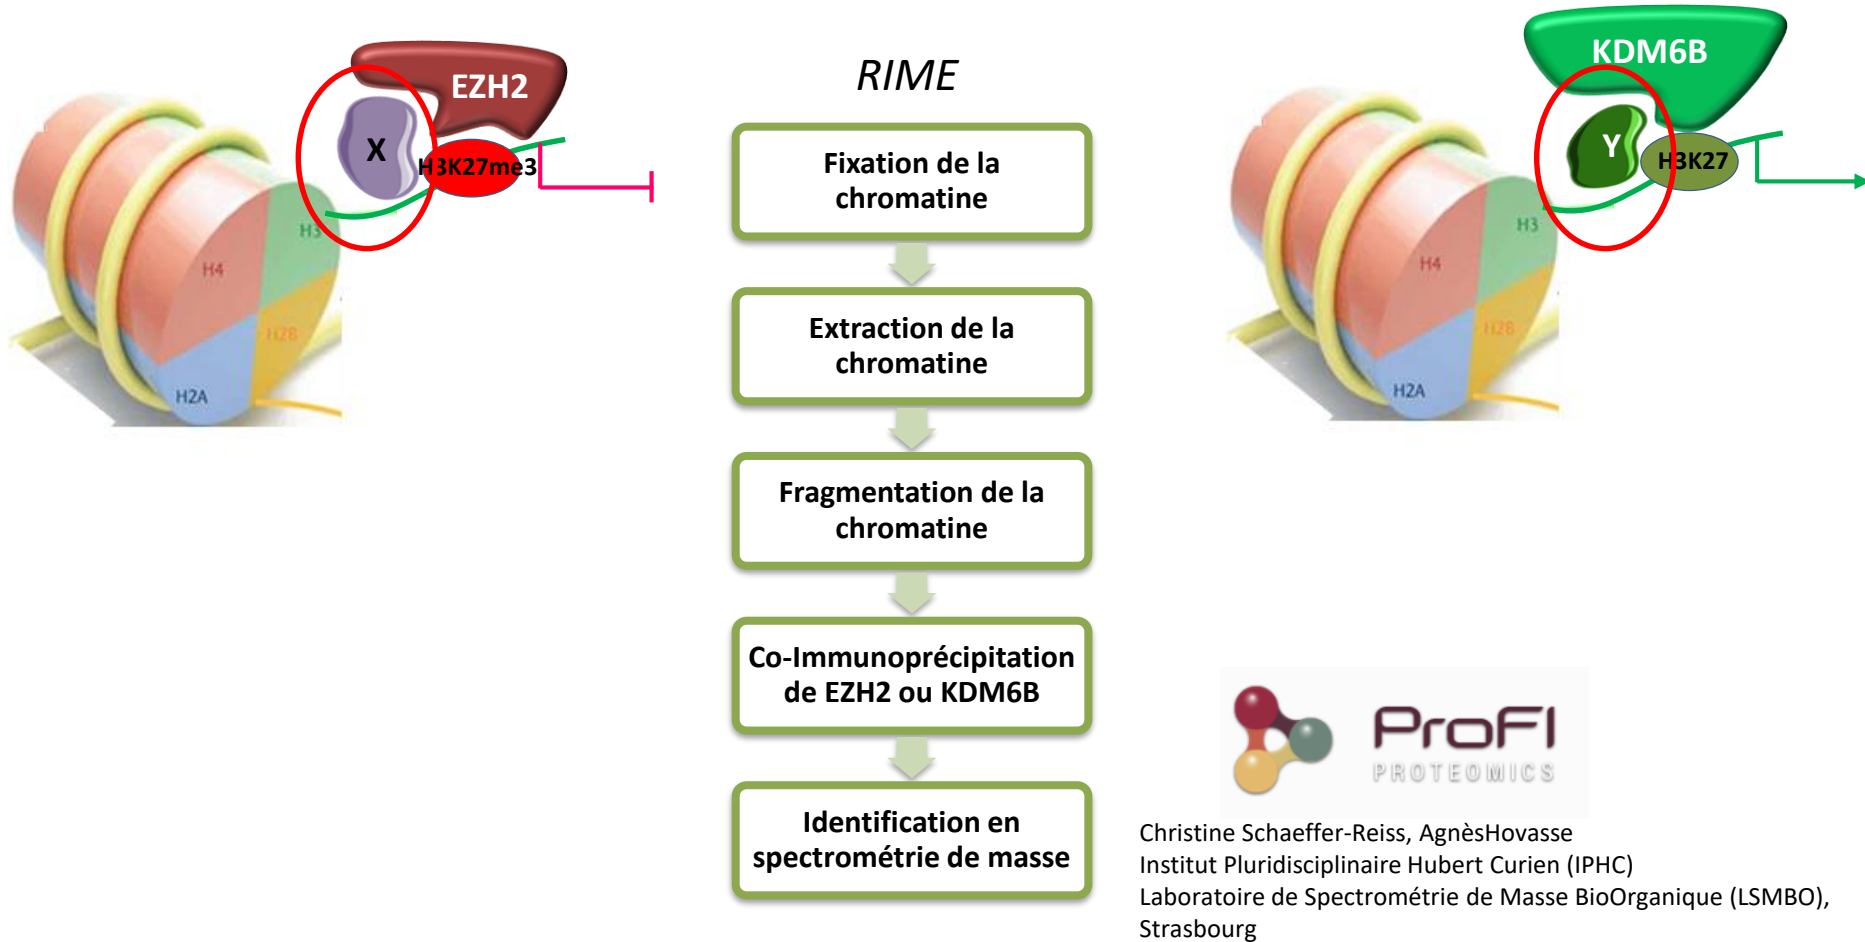 EZH2
X
H3K27me3
H3
H4
H2B
H2A
RIME
Fixation de la
chromatine
Extraction de la
chromatine
Fragmentation de la
chromatine
Co-Immunoprécipitation
de EZH2 ou KDM6B
Identification en
spectrométrie de masse
KDM6B
Y
H3K27
H3
H4
H2B
H2A
ProFI
PROTEOMICS
Christine Schaeffer-Reiss, AgnèsHovasse
Institut Pluridisciplinaire Hubert Curien (IPHC)
Laboratoire de Spectrométrie de Masse BioOrganique (LSMBO),
Strasbourg